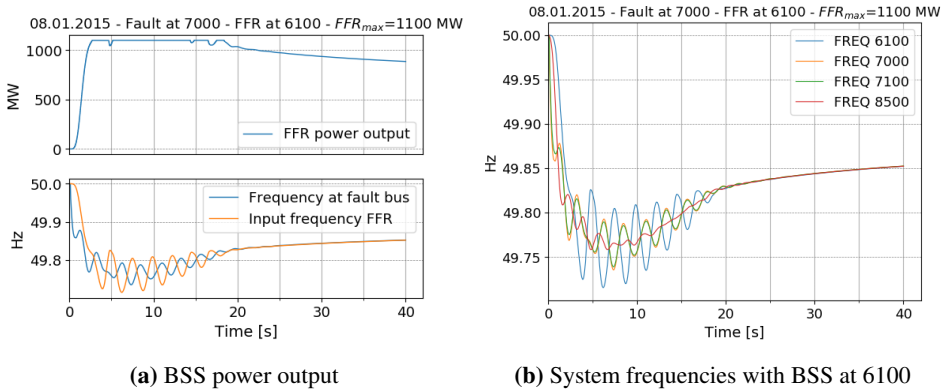 08.01.2015 - Fault at 7000 - FFR at 6100 - FFR_max=1100 MW
1000
500
0
MW
FFR power output
50.0
49.9
49.8
Hz
Frequency at fault bus
Input frequency FFR
0 10 20 30 40
Time [s]
(a) BSS power output
08.01.2015 - Fault at 7000 - FFR at 6100 - FFR_max=1100 MW
50.00
49.95
49.90
49.85
49.80
49.75
Hz
FREQ 6100
FREQ 7000
FREQ 7100
FREQ 8500
0 10 20 30 40
Time [s]
(b) System frequencies with BSS at 6100